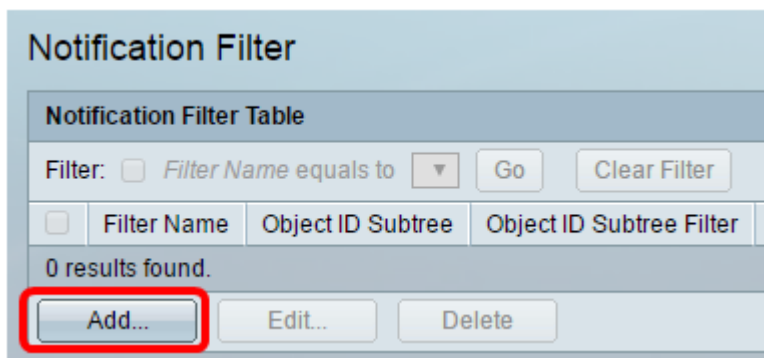 Notification Filter
Notification Filter Table
Filter: Filter Name equals to Go Clear Filter
Filter Name Object ID Subtree Object ID Subtree Filter
0 results found.
Add... Edit... Delete